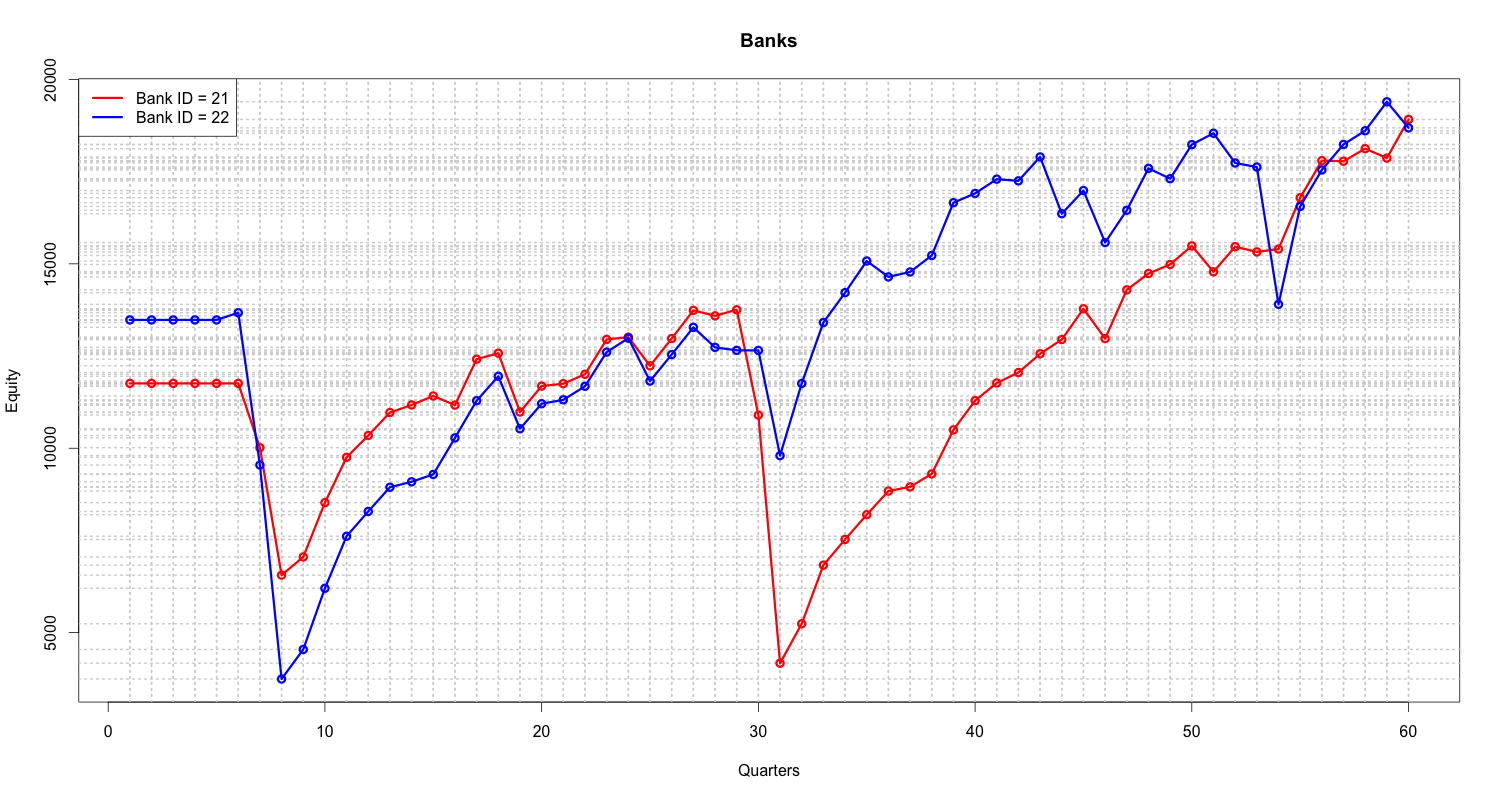 Banks
Bank ID = 21
Bank ID = 22
20000
15000
10000
5000
Equity
0 10 20 30 40 50 60
Quarters